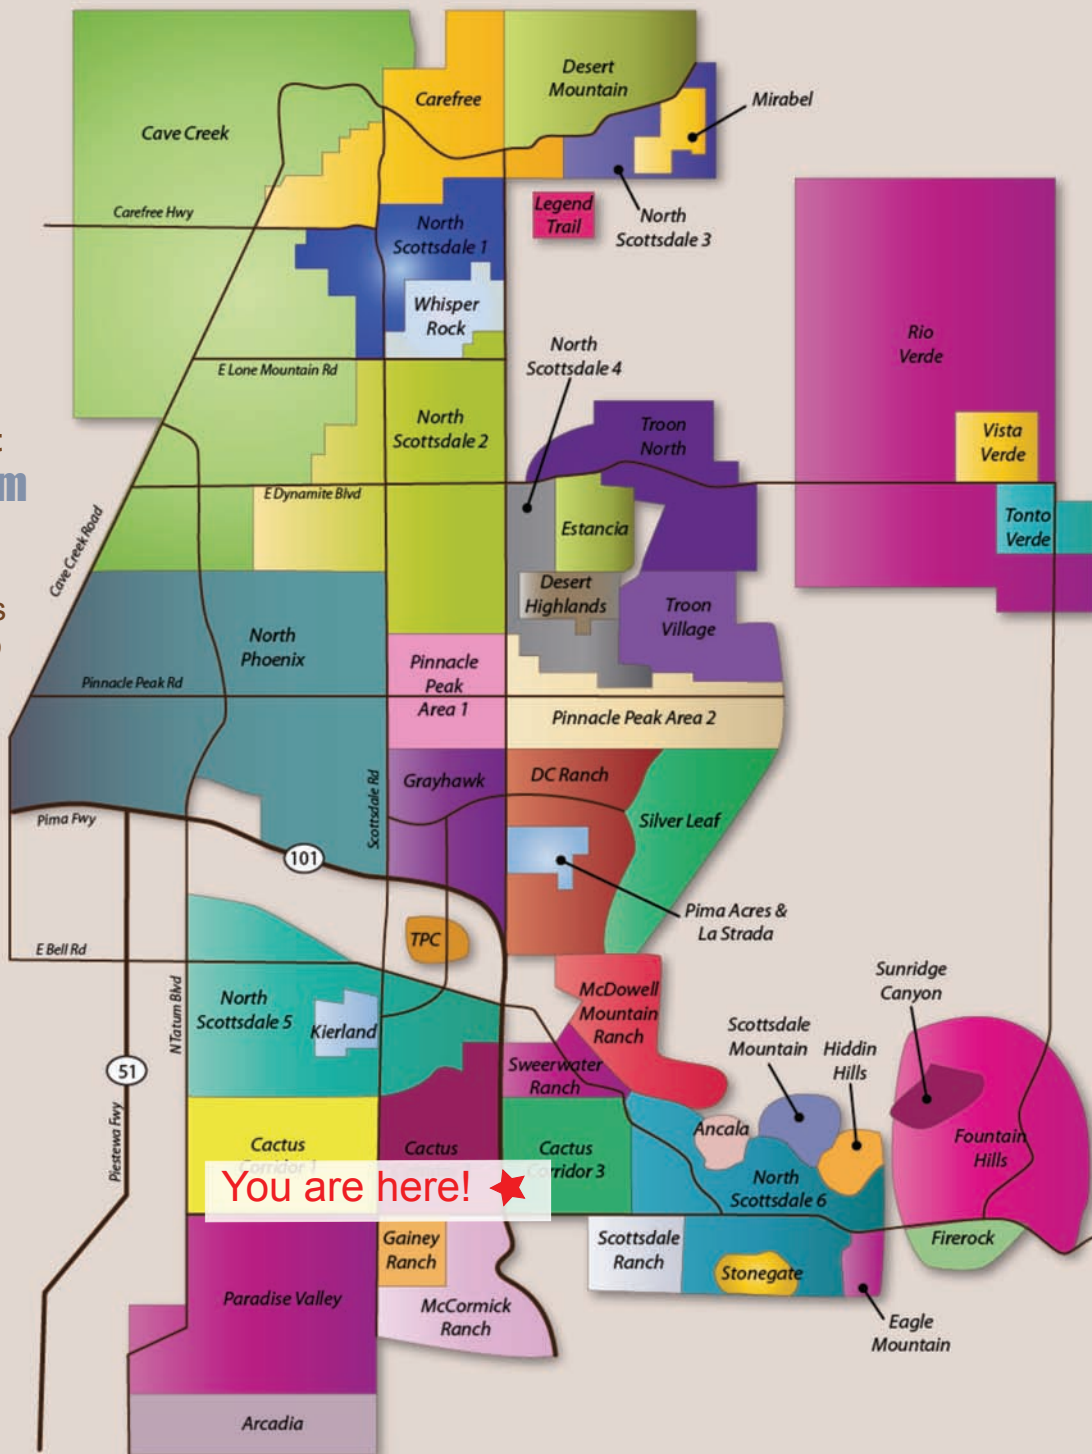 Cave Creek
Carefree
Desert
Mountain
Mirabel
Carefree Hwy
North
Scottsdale 1
Legend
Trail
North
Scottsdale 3
Whisper
Rock
Rio
Verde
North
Scottsdale 4
E Lone Mountain Rd
North
Scottsdale 2
Troon
North
Vista
Verde
m
E Dynamite Blvd
Estancia
Tonto
Verde
Cave Creek Road
Desert
Highlands
Troon
Village
s
North
Phoenix
Pinnacle
Peak
Area 1
Pinnacle Peak Rd
Pinnacle Peak Area 2
Scottsdale Rd
Grayhawk
DC Ranch
Silver Leaf
Pima Fwy
101
Pima Acres &
La Strada
TPC
E Bell Rd
N Tatum Blvd
North
Scottsdale 5
Kierland
McDowell
Mountain
Ranch
Sunridge
Canyon
Scottsdale
Mountain
Hiddin
Hills
51
Sweerwater
Ranch
Piestewa Fwy
Ancala
Fountain
Hills
Cactus
Corridor 1
Cactus
Cactus
Corridor 3
North
Scottsdale 6
You are here!
Gainey
Ranch
Scottsdale
Ranch
Stonegate
Firerock
Paradise Valley
McCormick
Ranch
Eagle
Mountain
Arcadia